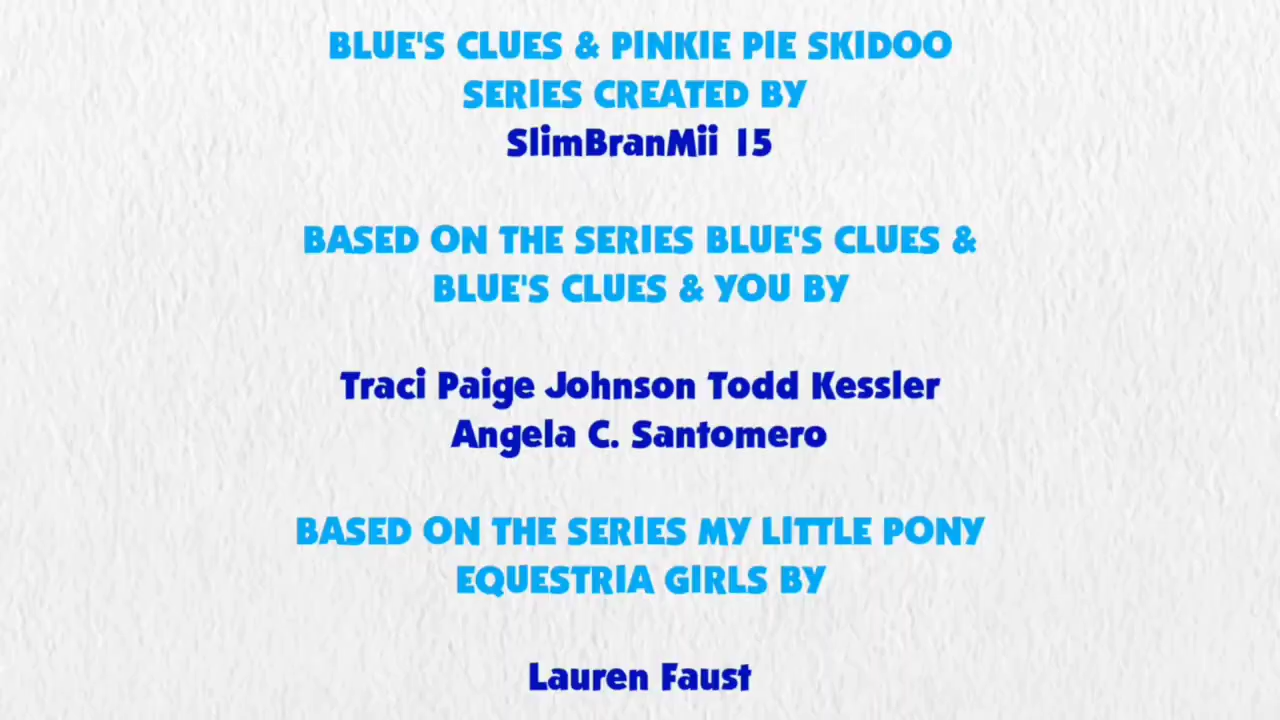 BLUE'S CLUES & PINKIE PIE SKIDOO
SERIES CREATED BY
SlimBranMii 15
BASED ON THE SERIES BLUE'S CLUES &
BLUE'S CLUES & YOU BY
Traci Paige Johnson Todd Kessler
Angela C. Santomero
BASED ON THE SERIES MY LITTLE PONY
EQUESTRIA GIRLS BY
Lauren Faust